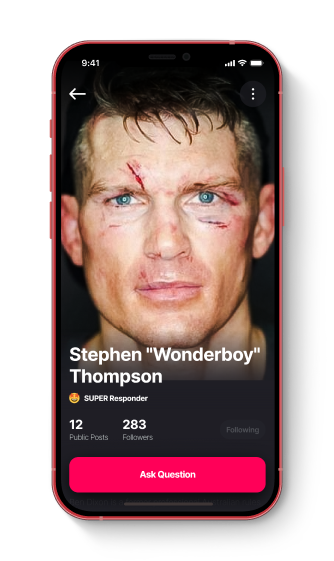 9:41
Stephen "Wonderboy"
Thompson
SUPER Responder
12 283
Public Posts Followers Following
Ask Question